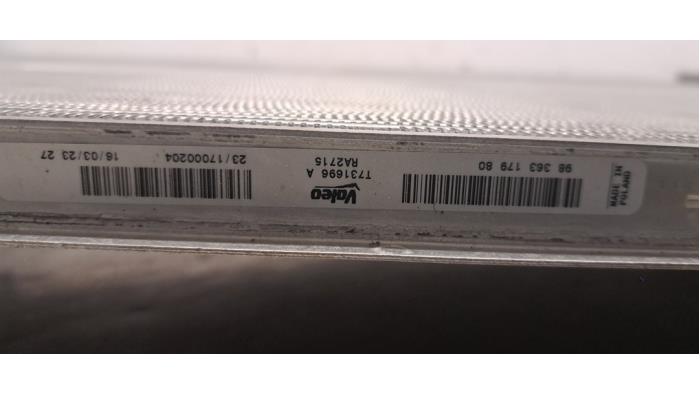 MADE IN
POLAND
98 363 179 80
Valeo
T731696 A
RA2715
23/17000204
16/03/23 27